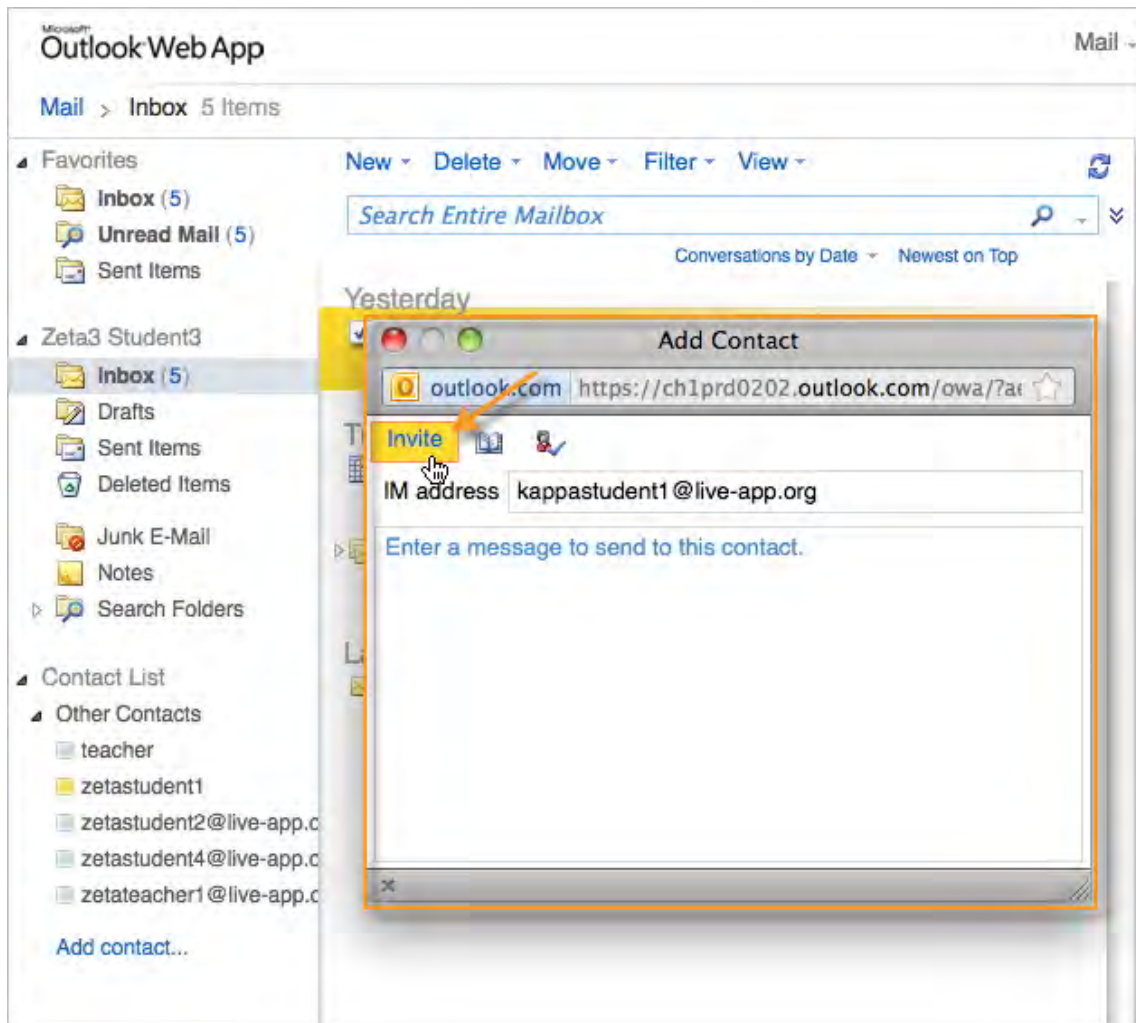 Microsoft
Outlook Web App
Mail
Mail > Inbox 5 Items
Favorites
Inbox (5)
Unread Mail (5)
Sent Items
Zeta3 Student3
Inbox (5)
Drafts
Sent Items
Deleted Items
Junk E-Mail
Notes
Search Folders
Contact List
Other Contacts
teacher
zetastudent1
zetastudent2@live-app.o
zetastudent4@live-app.o
zetateacher1@live-app.o
Add contact...
New Delete Move Filter View
Search Entire Mailbox
Conversations by Date Newest on Top
Yesterday
Add Contact
outlook.com https://ch1prd0202.outlook.com/owa/?ae
Invite
IM address kappastudent1@live-app.org
Enter a message to send to this contact.